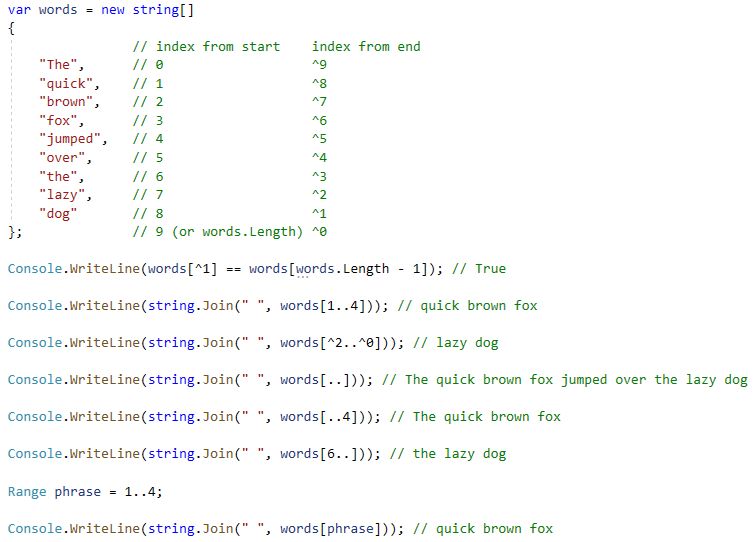 var words = new string[]
{
                // index from start    index from end
    "The",      // 0                   ^9
    "quick",    // 1                   ^8
    "brown",    // 2                   ^7
    "fox",      // 3                   ^6
    "jumped",   // 4                   ^5
    "over",     // 5                   ^4
    "the",      // 6                   ^3
    "lazy",     // 7                   ^2
    "dog"       // 8                   ^1
};              // 9 (or words.Length) ^0
Console.WriteLine(words[^1] == words[words.Length - 1]); // True
Console.WriteLine(string.Join(" ", words[1..4])); // quick brown fox
Console.WriteLine(string.Join(" ", words[^2..^0])); // lazy dog
Console.WriteLine(string.Join(" ", words[..])); // The quick brown fox jumped over the lazy dog
Console.WriteLine(string.Join(" ", words[..4])); // The quick brown fox
Console.WriteLine(string.Join(" ", words[6..])); // the lazy dog
Range phrase = 1..4;
Console.WriteLine(string.Join(" ", words[phrase])); // quick brown fox